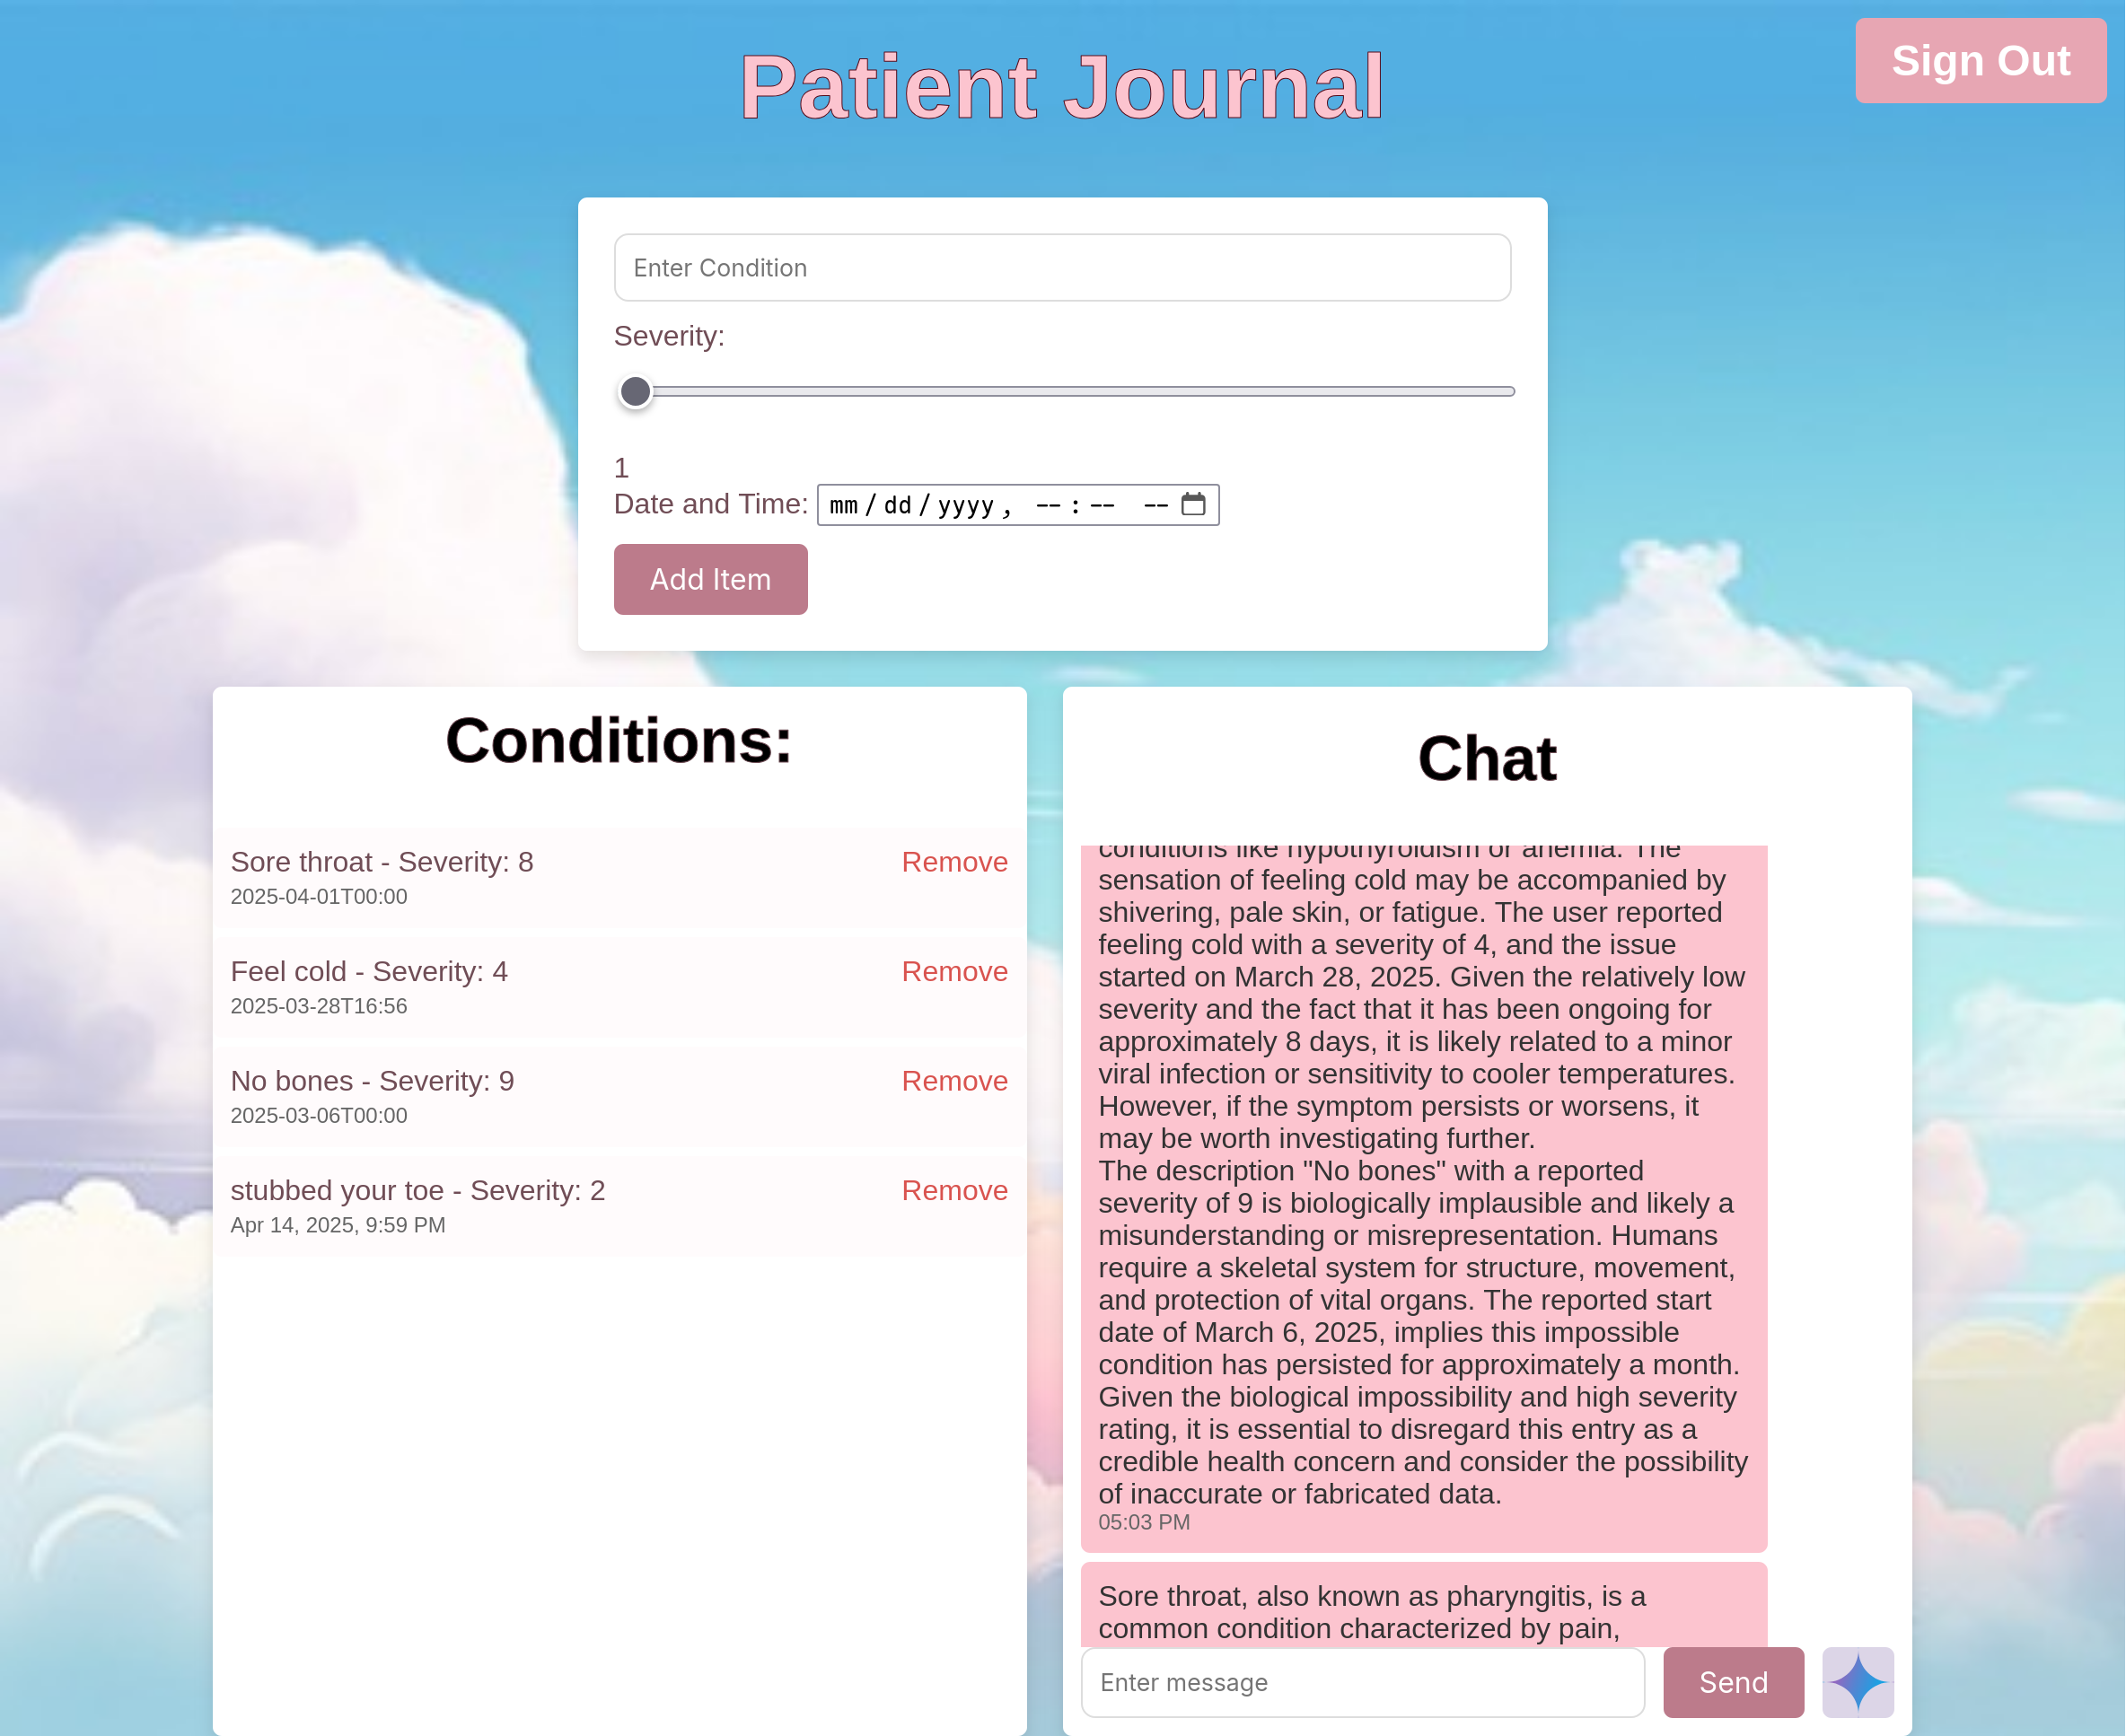 Patient Journal
Sign Out
Enter Condition
Severity:
1
Date and Time: mm/dd/yyyy, --:-- --
Add Item
Conditions:
Sore throat - Severity: 8
Remove
2025-04-01T00:00
Feel cold - Severity: 4
Remove
2025-03-28T16:56
No bones - Severity: 9
Remove
2025-03-06T00:00
stubbed your toe - Severity: 2
Remove
Apr 14, 2025, 9:59 PM
Chat
conditions like hypothyroidism or anemia. The
sensation of feeling cold may be accompanied by
shivering, pale skin, or fatigue. The user reported
feeling cold with a severity of 4, and the issue
started on March 28, 2025. Given the relatively low
severity and the fact that it has been ongoing for
approximately 8 days, it is likely related to a minor
viral infection or sensitivity to cooler temperatures.
However, if the symptom persists or worsens, it
may be worth investigating further.
The description "No bones" with a reported
severity of 9 is biologically implausible and likely a
misunderstanding or misrepresentation. Humans
require a skeletal system for structure, movement,
and protection of vital organs. The reported start
date of March 6, 2025, implies this impossible
condition has persisted for approximately a month.
Given the biological impossibility and high severity
rating, it is essential to disregard this entry as a
credible health concern and consider the possibility
of inaccurate or fabricated data.
05:03 PM
Sore throat, also known as pharyngitis, is a
common condition characterized by pain,
Enter message
Send